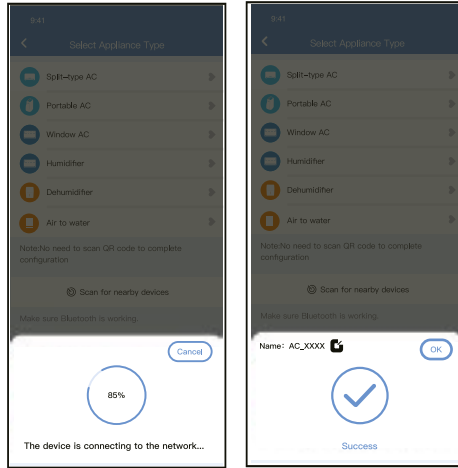 9:41
Select Appliance Type
Split-type AC
Portable AC
Window AC
Humidifier
Dehumidifier
Air to water
Note:No need to scan QR code to complete
configuration
Scan for nearby devices
Make sure Bluetooth is working.
Cancel
85%
The device is connecting to the network...
9:41
Select Appliance Type
Split-type AC
Portable AC
Window AC
Humidifier
Dehumidifier
Air to water
Note:No need to scan QR code to complete
configuration
Scan for nearby devices
Make sure Bluetooth is working.
Name: AC_XXXX
OK
Success